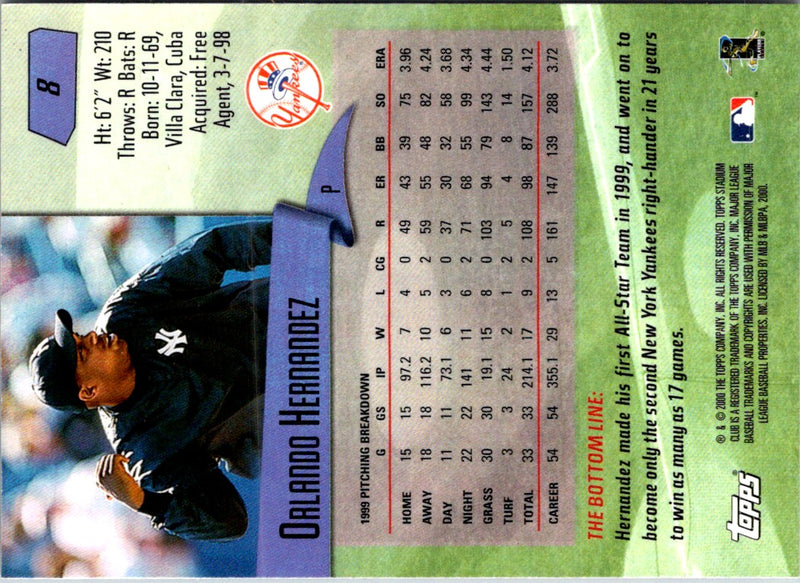 8
Ht: 6'2" Wt: 210
Throws: R Bats: R
Born: 10-11-69,
Villa Clara, Cuba
Acquired: Free
Agent, 3-7-98
Yankees
P
NY
ORLANDO HERNANDEZ
1999 PITCHING BREAKDOWN
G GS IP W L CG R ER BB SO ERA
HOME 15 15 97.2 7 4 0 49 43 39 75 3.96
AWAY 18 18 116.2 10 5 2 59 55 48 82 4.24
DAY 11 11 73.1 6 3 0 37 30 32 58 3.68
NIGHT 22 22 141 11 6 2 71 68 55 99 4.34
GRASS 30 30 19.1 15 8 0 103 94 79 143 4.44
TURF 3 3 24 2 1 2 5 4 8 14 1.50
TOTAL 33 33 214.1 17 9 2 108 98 87 157 4.12
CAREER 54 54 355.1 29 13 5 161 147 139 288 3.72
THE BOTTOM LINE:
Hernandez made his first All-Star Team in 1999, and went on to
become only the second New York Yankees right-hander in 21 years
to win as many as 17 games.
TOPPS
® & © 2000 THE TOPPS COMPANY, INC. ALL RIGHTS RESERVED. TOPPS STADIUM
CLUB IS A REGISTERED TRADEMARK OF THE TOPPS COMPANY, INC. MAJOR LEAGUE
BASEBALL TRADEMARKS AND COPYRIGHTS ARE USED WITH PERMISSION OF MAJOR
LEAGUE BASEBALL PROPERTIES, INC. LICENSED BY MLB & MLBPA, 2000.